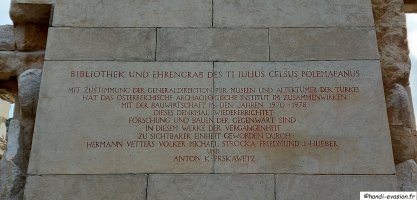 BIBLIOTHEK UND EHRENGRAB DES TI IULIUS CELSUS POLEMAEANUS
MIT ZUSTIMMUNG DER GENERALDIREKTION FÜR MUSEEN UND ALTERTÜMER DER TÜRKEI
HAT DAS ÖSTERREICHISCHE ARCHÄOLOGISCHE INSTITUT IM ZUSAMMENWIRKEN
MIT DER BAUWIRTSCHAFT IN DEN JAHREN 1970-1978
DIESES DENKMAL WIEDERERRICHTET
FORSCHUNG UND BAUEN DER GEGENWART SIND
IN DIESEM WERKE DER VERGANGENHEIT
ZU SICHTBARER EINHEIT GEWORDEN DURCH
HERMANN VETTERS VOLKER MICHAEL STROCKA FRIEDMUND J HUEBER
UND
ANTON K
©handi-evasion.fr